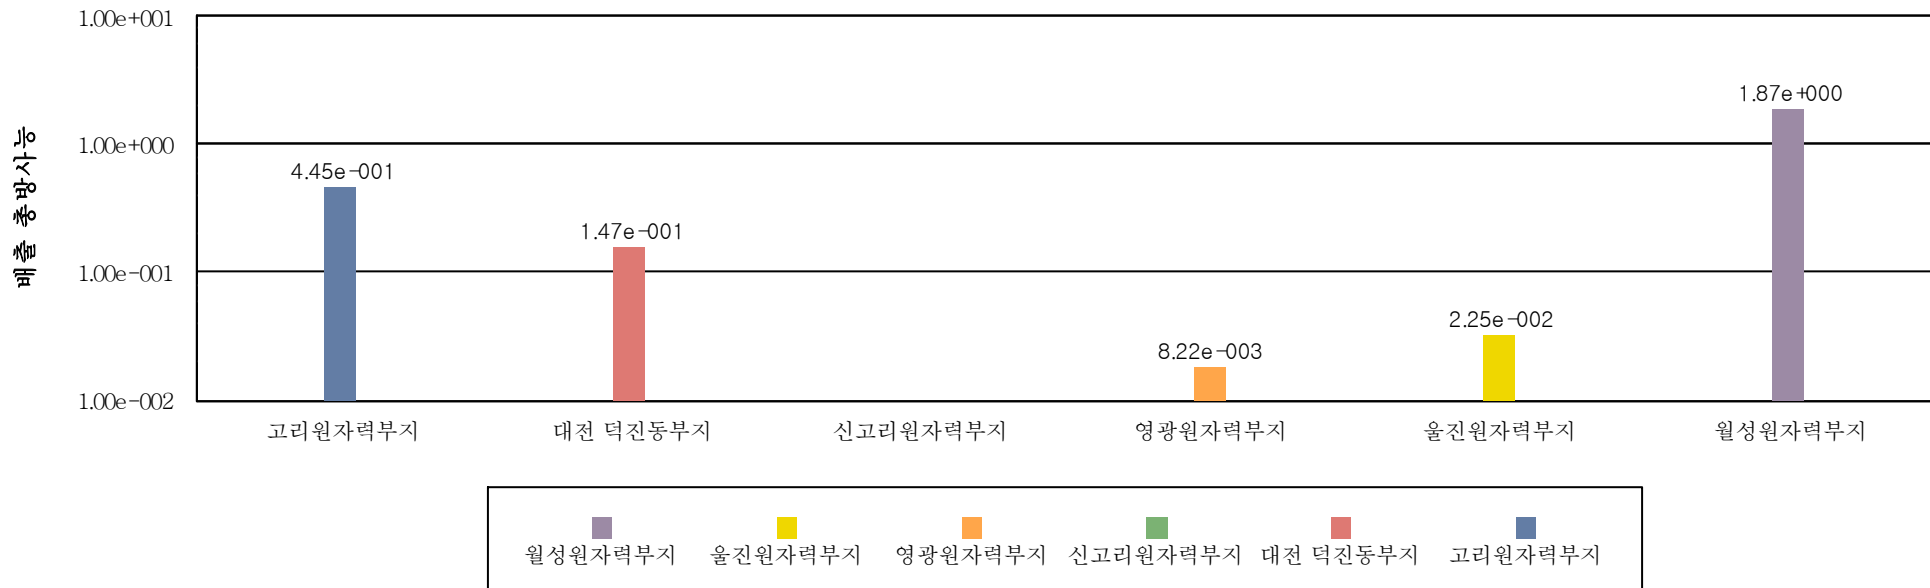 1.00e+001
1.87e+000
배출 총방사능
1.00e+000
4.45e-001
1.47e-001
1.00e-001
2.25e-002
8.22e-003
1.00e-002
고리원자력부지 대전 덕진동부지 신고리원자력부지 영광원자력부지 울진원자력부지 월성원자력부지
월성원자력부지 울진원자력부지 영광원자력부지 신고리원자력부지 대전 덕진동부지 고리원자력부지